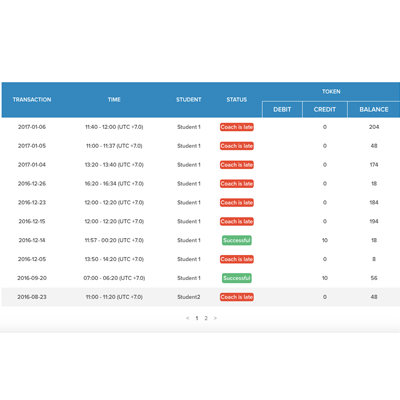 TOKEN
TRANSACTION TIME STUDENT STATUS
DEBIT CREDIT BALANCE
2017-01-06 11:40 - 12:00 (UTC +7.0) Student 1 Coach is late 0 204
2017-01-05 11:00 - 11:37 (UTC +7.0) Student 1 Coach is late 0 48
2017-01-04 13:20 - 13:40 (UTC +7.0) Student 1 Coach is late 0 174
2016-12-26 16:20 - 16:34 (UTC +7.0) Student 1 Coach is late 0 18
2016-12-23 12:00 - 12:20 (UTC +7.0) Student 1 Coach is late 0 184
2016-12-15 12:00 - 12:20 (UTC +7.0) Student 1 Coach is late 0 194
2016-12-14 11:57 - 00:20 (UTC +7.0) Student 1 Successful 10 18
2016-12-05 13:50 - 14:20 (UTC +7.0) Student 1 Coach is late 0 8
2016-09-20 07:00 - 06:20 (UTC +7.0) Student 1 Successful 10 56
2016-08-23 11:00 - 11:20 (UTC +7.0) Student2 Coach is late 0 48
< 1 2 >